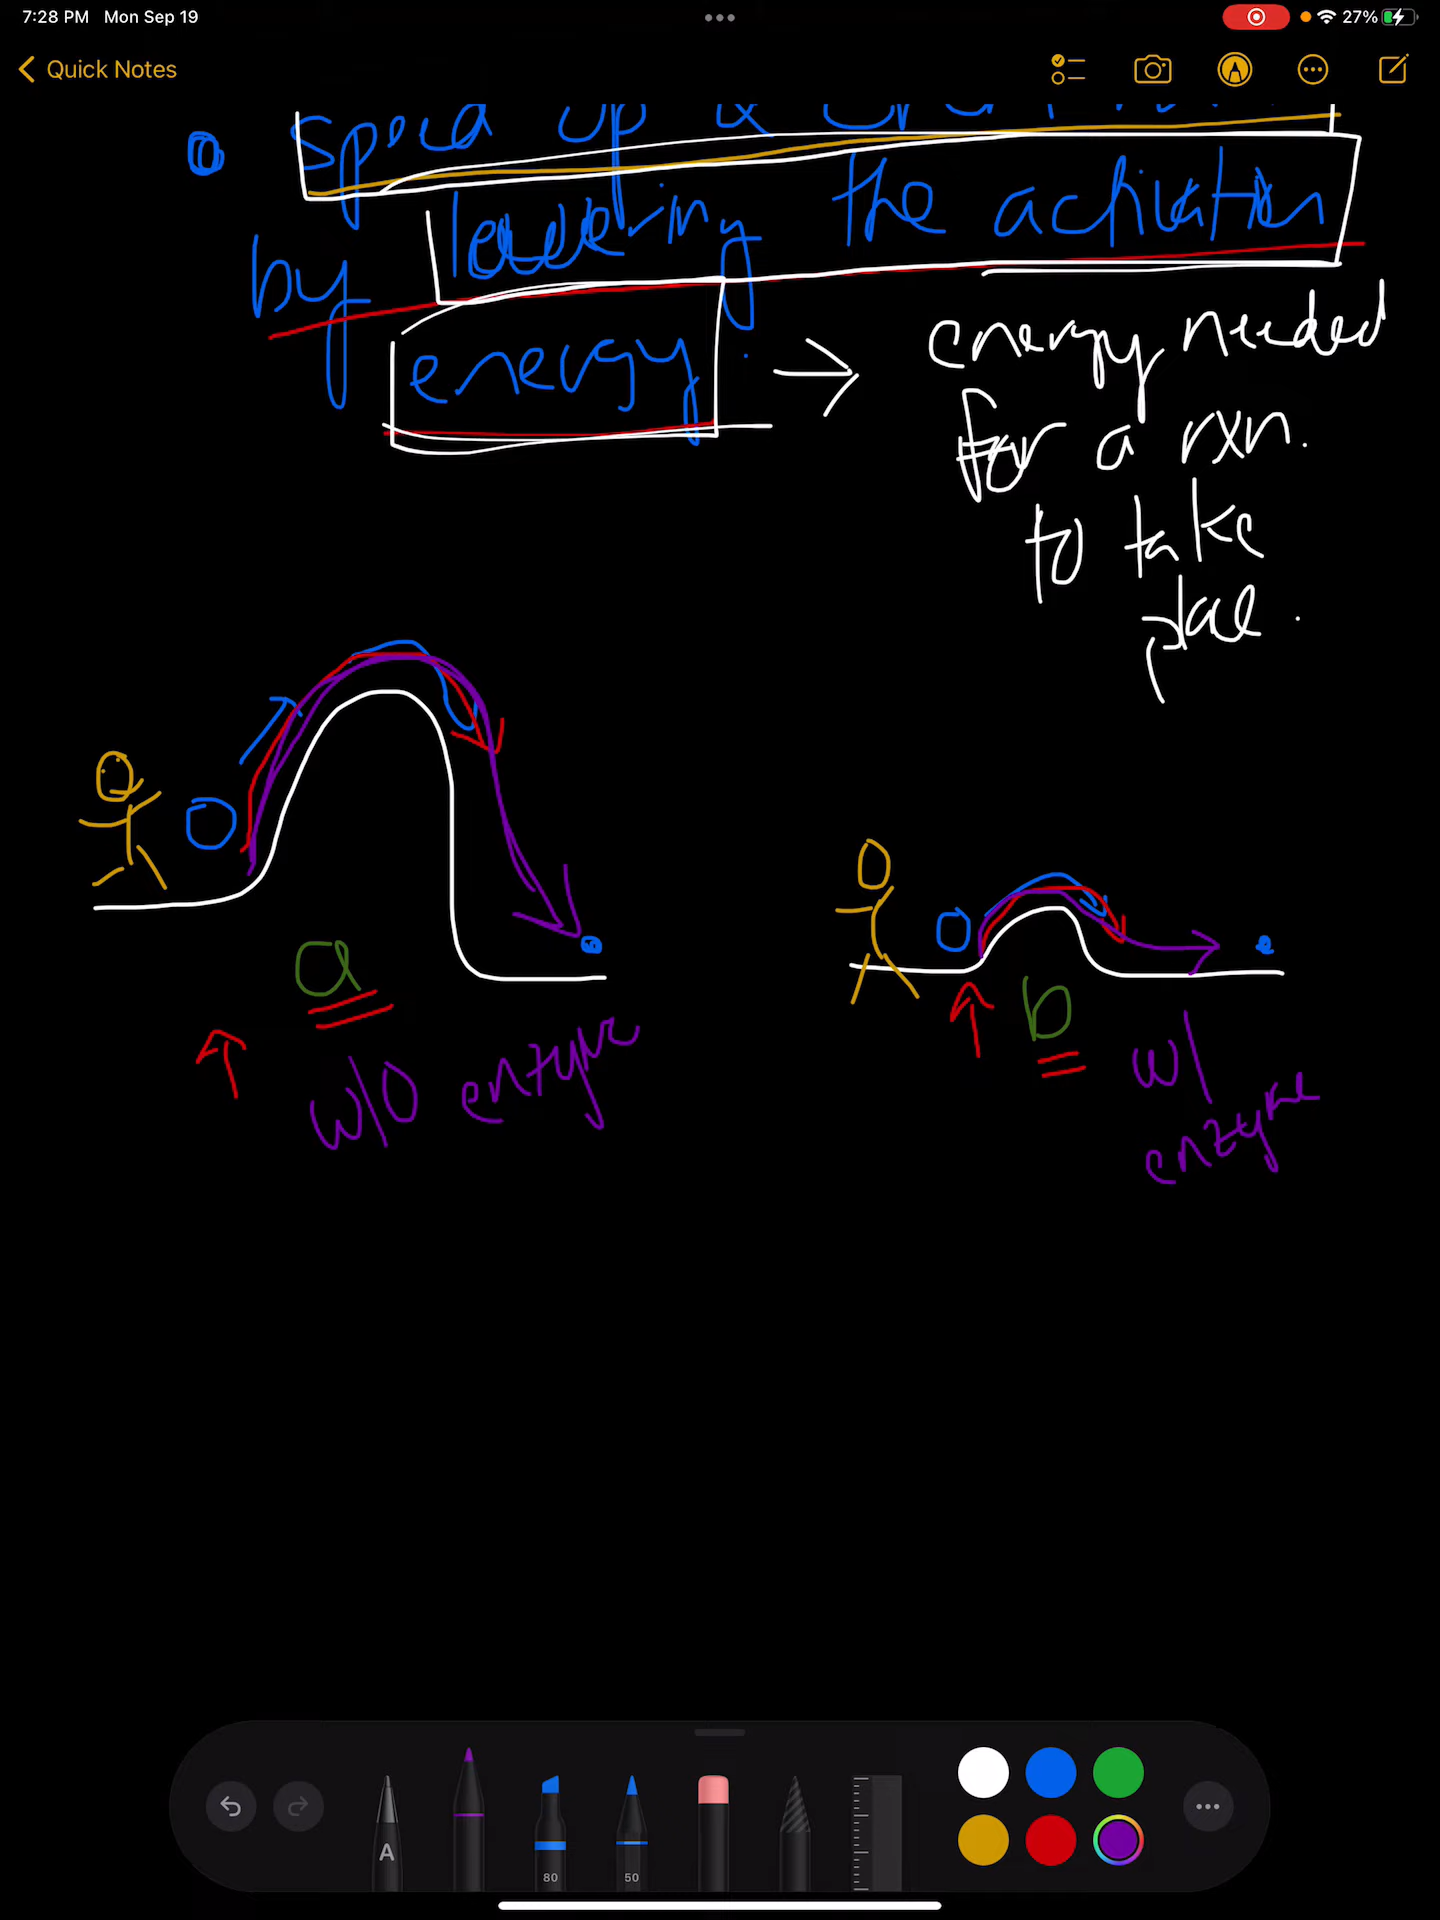 7:28 PM Mon Sep 19
27%
Quick Notes
speed up a
by lowering the activation
energy.
energy needed
for a rxn.
to take
place.
a
w/o enzyme
b
w/
enzyme
A
80
50